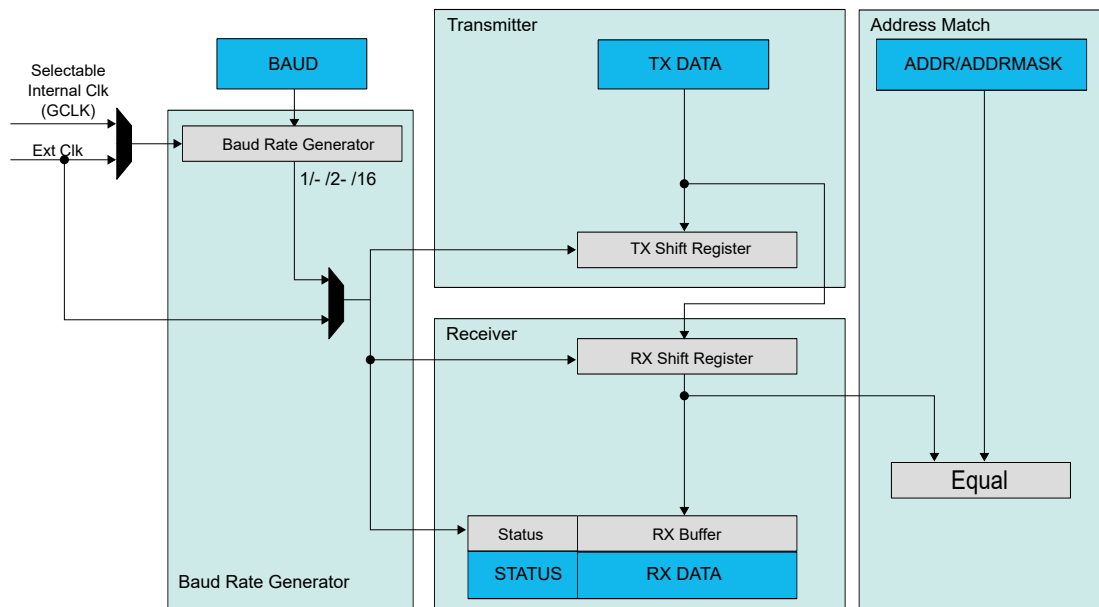 Transmitter
Address Match
BAUD
TX DATA
ADDR/ADDRMASK
Selectable
Internal Clk
(GCLK)
Ext Clk
Baud Rate Generator
1/- /2- /16
TX Shift Register
Receiver
RX Shift Register
Equal
Status
RX Buffer
STATUS
RX DATA
Baud Rate Generator